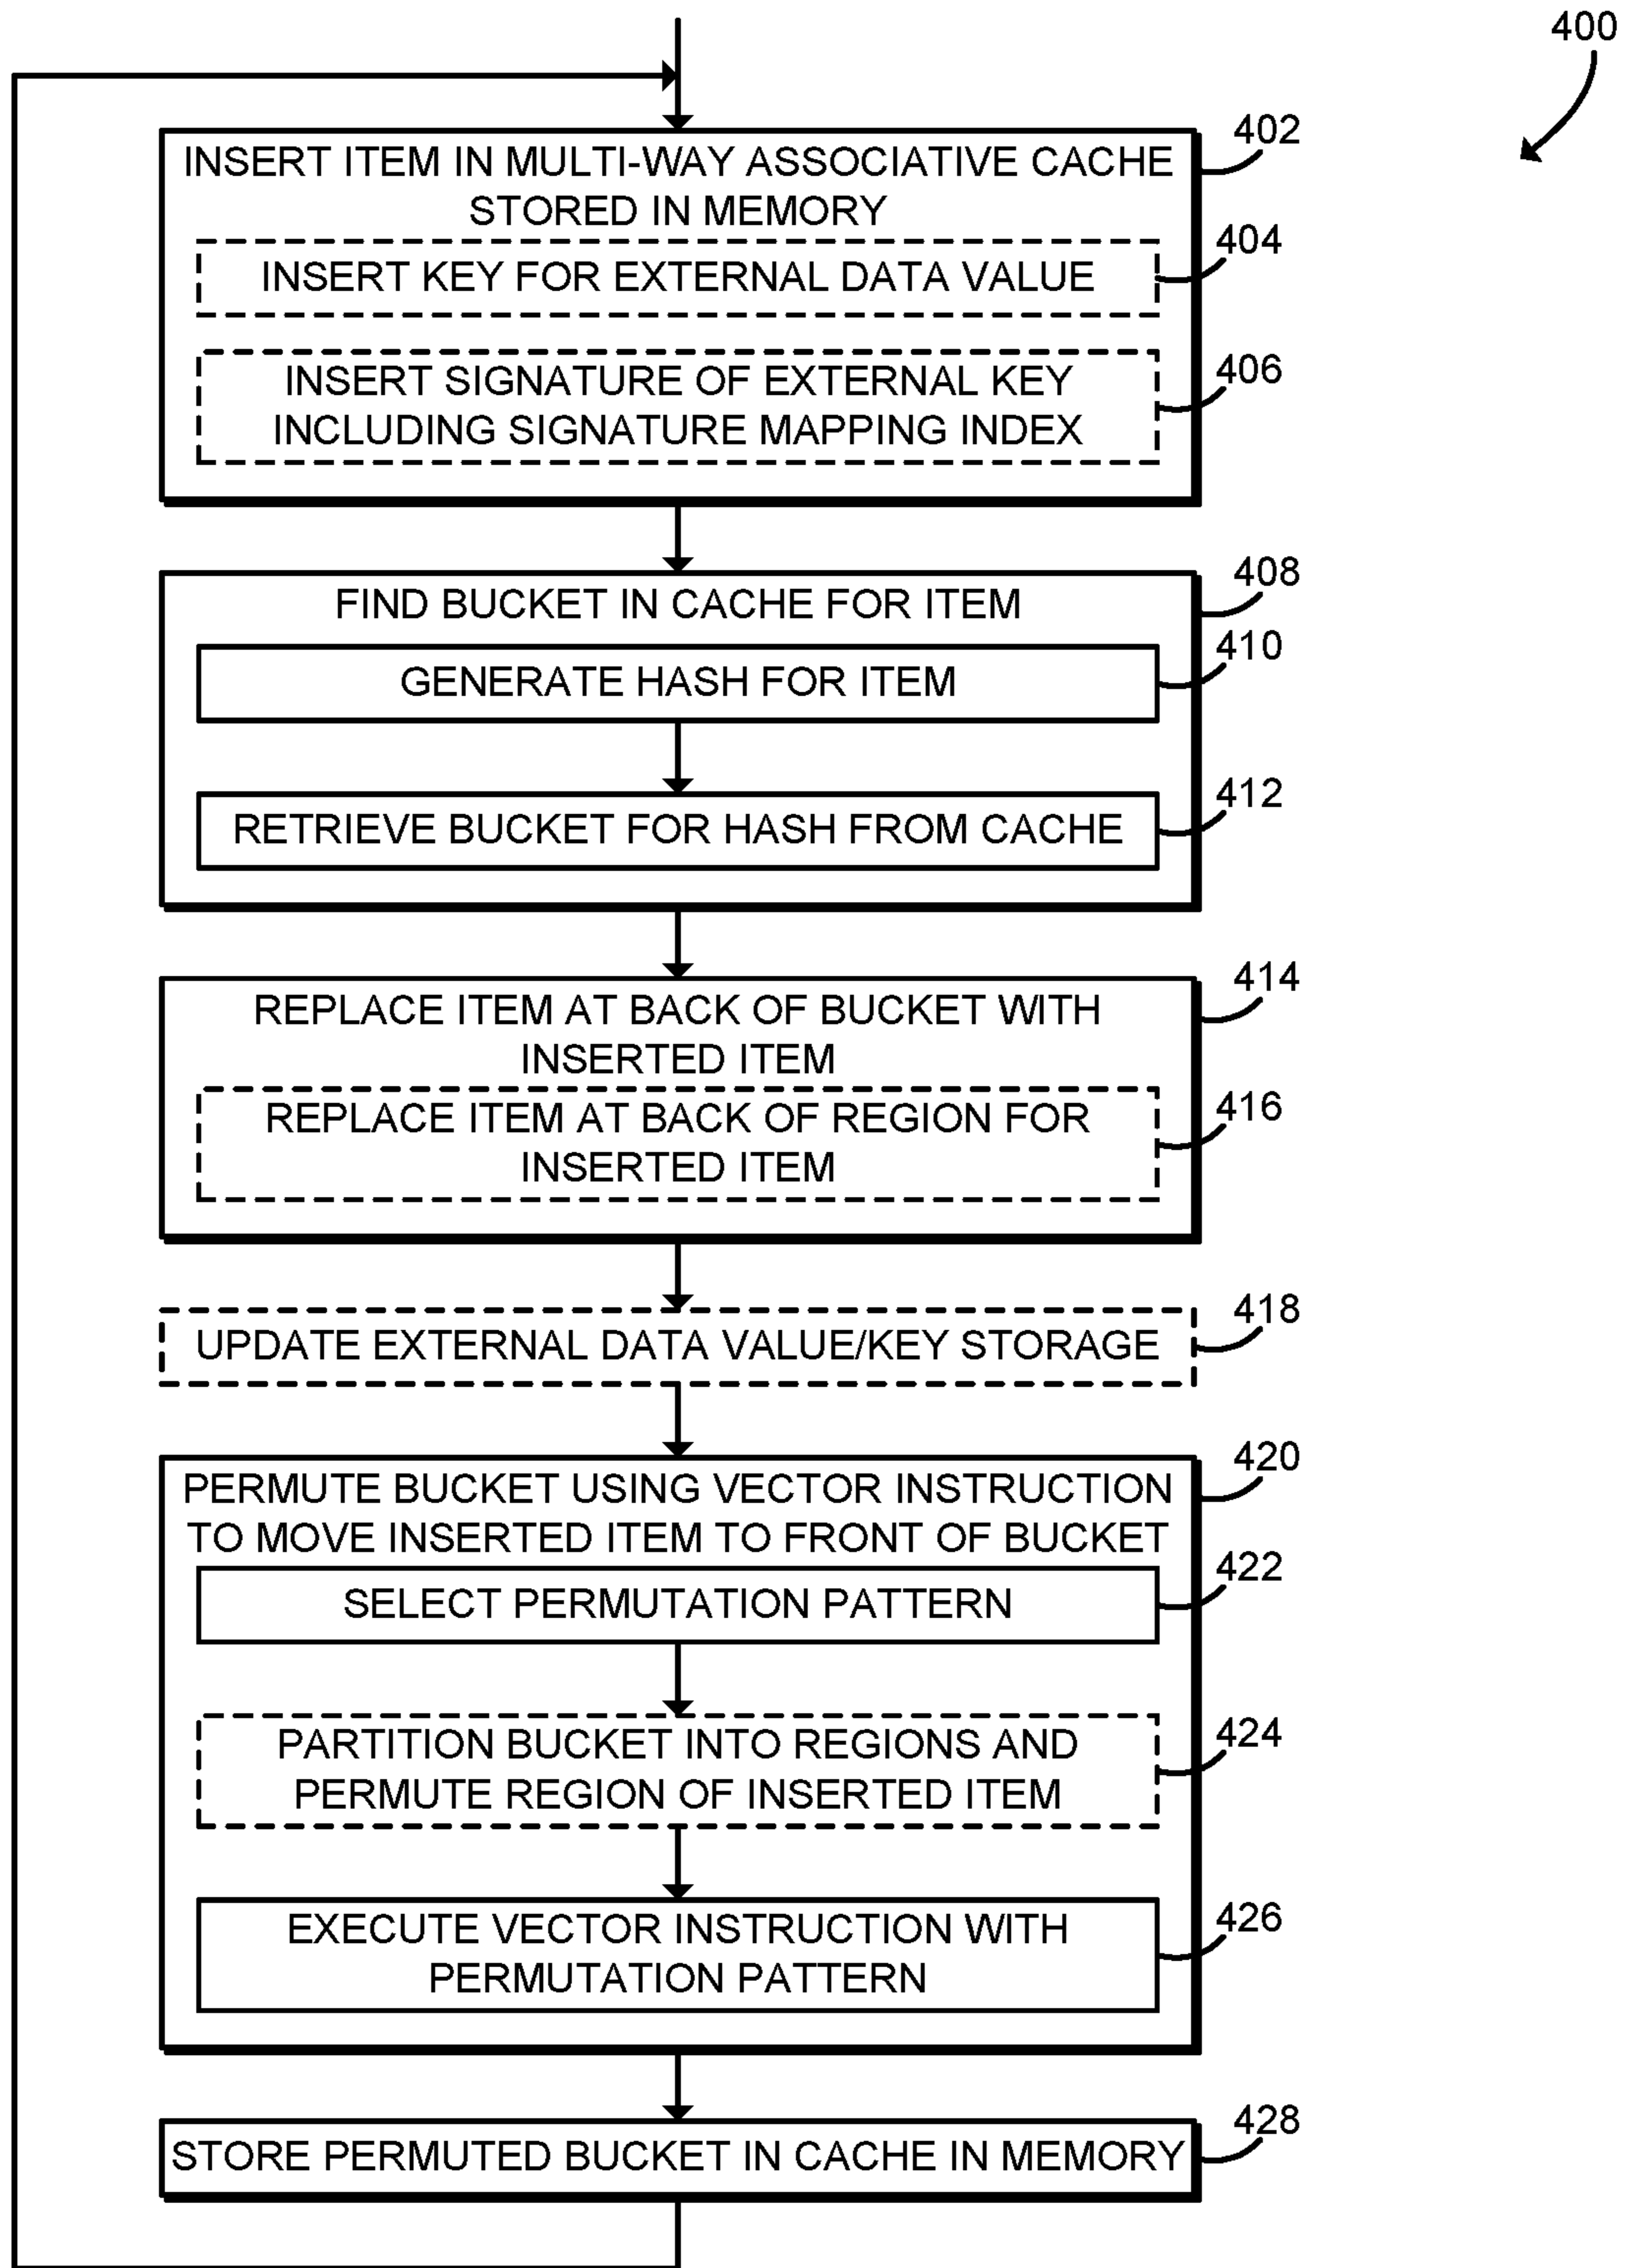 400
402
INSERT ITEM IN MULTI-WAY ASSOCIATIVE CACHE
STORED IN MEMORY
404
INSERT KEY FOR EXTERNAL DATA VALUE
406
INSERT SIGNATURE OF EXTERNAL KEY
INCLUDING SIGNATURE MAPPING INDEX
408
FIND BUCKET IN CACHE FOR ITEM
410
GENERATE HASH FOR ITEM
412
RETRIEVE BUCKET FOR HASH FROM CACHE
414
REPLACE ITEM AT BACK OF BUCKET WITH
INSERTED ITEM
416
REPLACE ITEM AT BACK OF REGION FOR
INSERTED ITEM
418
UPDATE EXTERNAL DATA VALUE/KEY STORAGE
420
PERMUTE BUCKET USING VECTOR INSTRUCTION
TO MOVE INSERTED ITEM TO FRONT OF BUCKET
422
SELECT PERMUTATION PATTERN
424
PARTITION BUCKET INTO REGIONS AND
PERMUTE REGION OF INSERTED ITEM
426
EXECUTE VECTOR INSTRUCTION WITH
PERMUTATION PATTERN
428
STORE PERMUTED BUCKET IN CACHE IN MEMORY